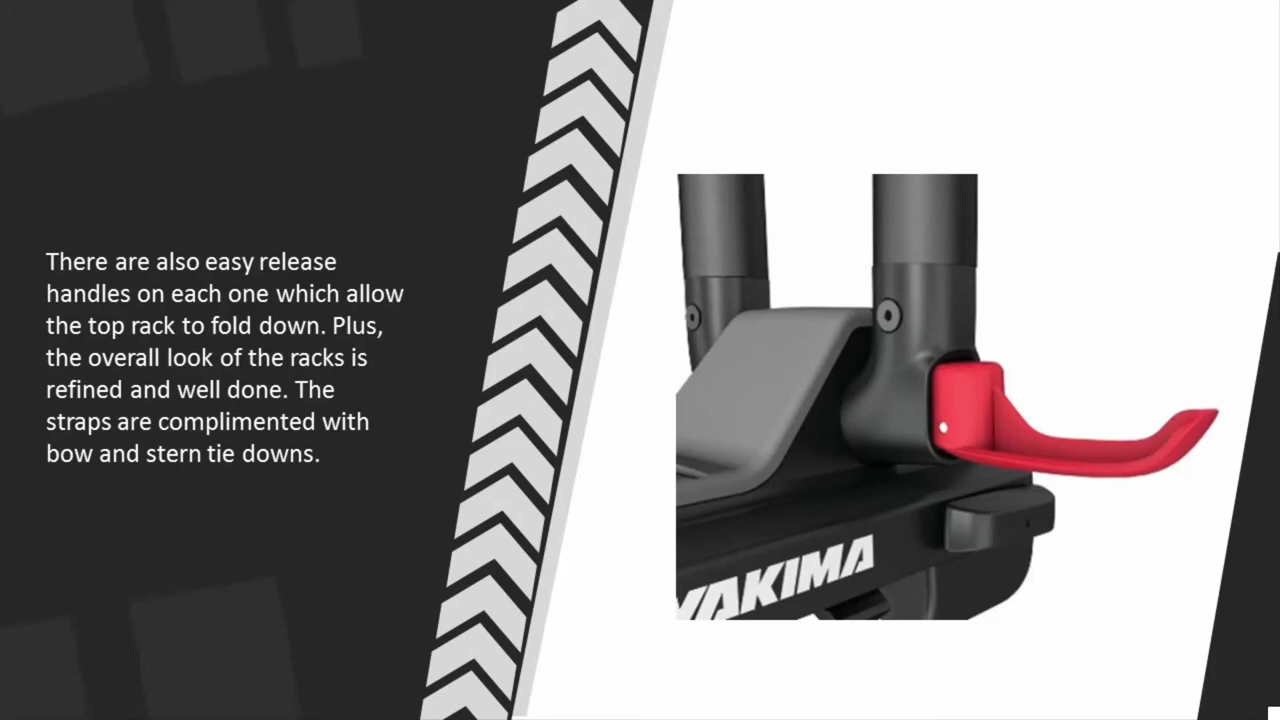 There are also easy release
handles on each one which allow
the top rack to fold down. Plus,
the overall look of the racks is
refined and well done. The
straps are complimented with
bow and stern tie downs.
YAKIMA